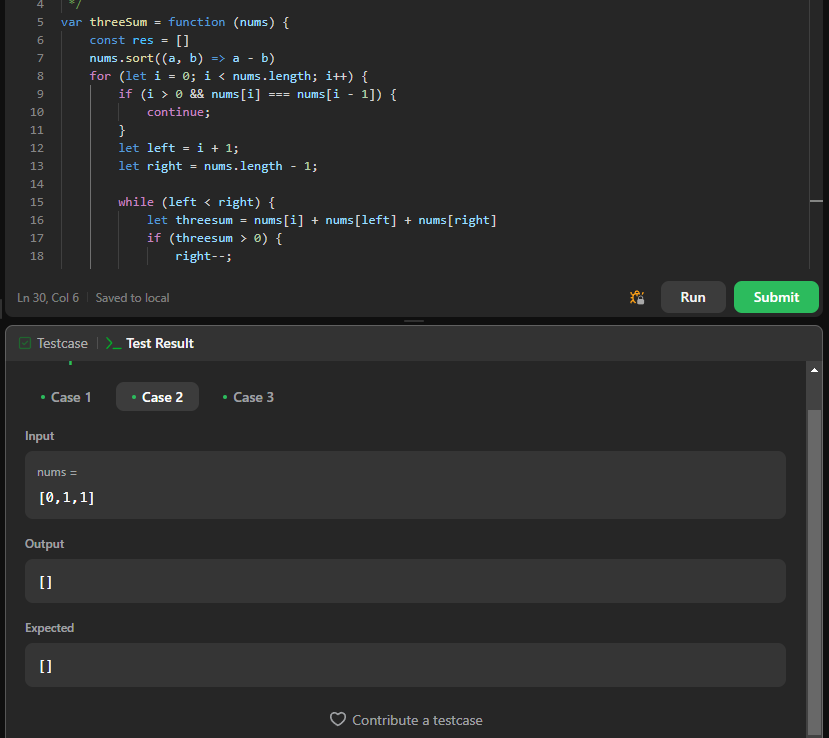 4 */
5 var threeSum = function (nums) {
6 const res = []
7 nums.sort((a, b) => a - b)
8 for (let i = 0; i < nums.length; i++) {
9 if (i > 0 && nums[i] === nums[i - 1]) {
10 continue;
11 }
12 let left = i + 1;
13 let right = nums.length - 1;
14
15 while (left < right) {
16 let threesum = nums[i] + nums[left] + nums[right]
17 if (threesum > 0) {
18 right--;
Ln 30, Col 6 Saved to local
Run
Submit
Testcase
Test Result
Case 1
Case 2
Case 3
Input
nums =
[0,1,1]
Output
[]
Expected
[]
Contribute a testcase